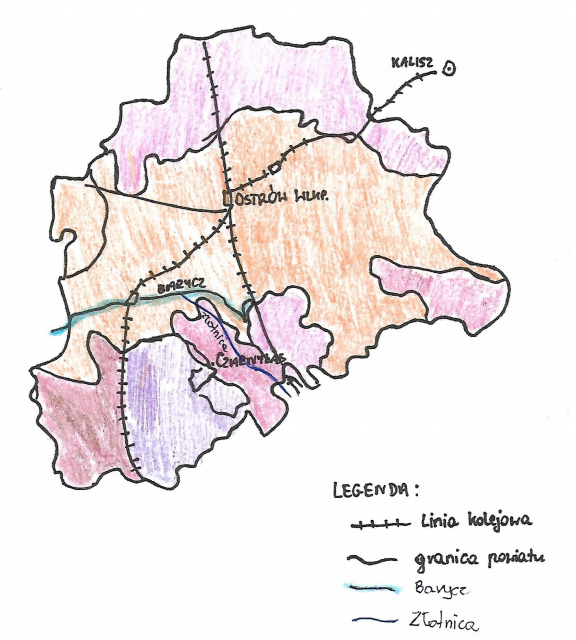 KALISZ
OSTRÓW WLKP.
BARYCZ
Złotnica
CZARNYLAS
LEGENDA:
Linia kolejowa
granica powiatu
Barycz
Złotnica